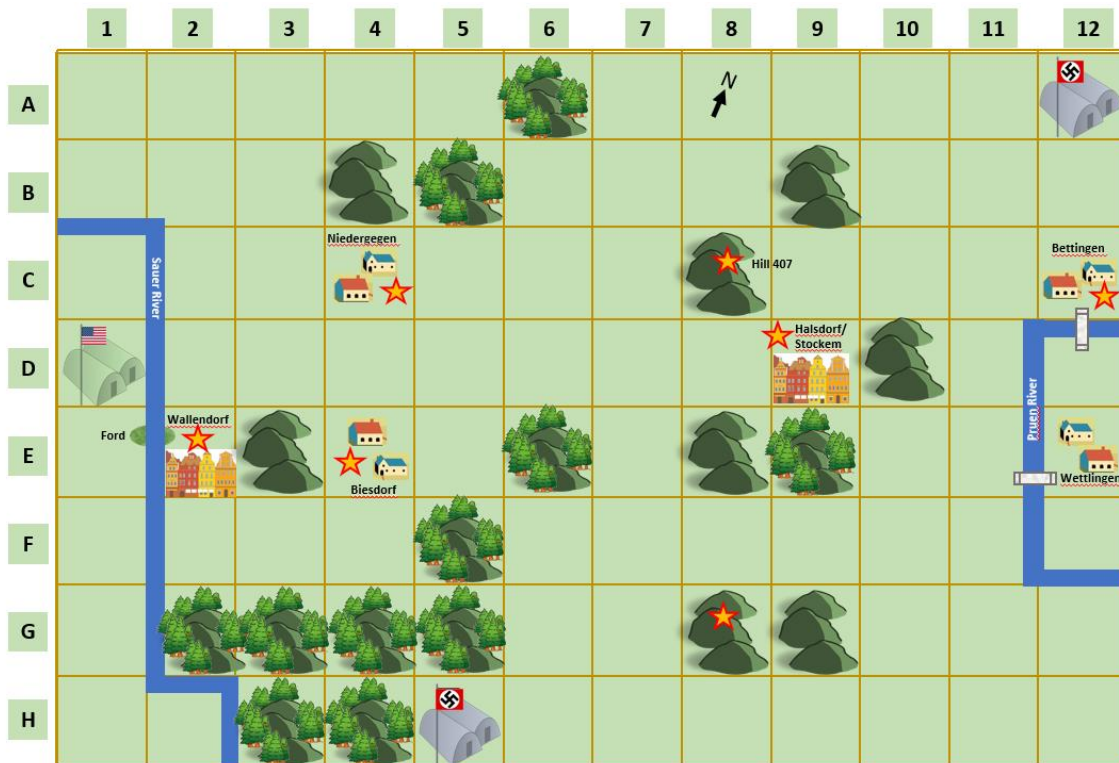 1 2 3 4 5 6 7 8 9 10 11 12
A
N
B
C
Niedergegen
Hill 407
Bettingen
Sauer River
D
Halsdorf/
Stockem
Pruen River
E
Ford
Wallendorf
Biesdorf
Wettlingen
F
G
H